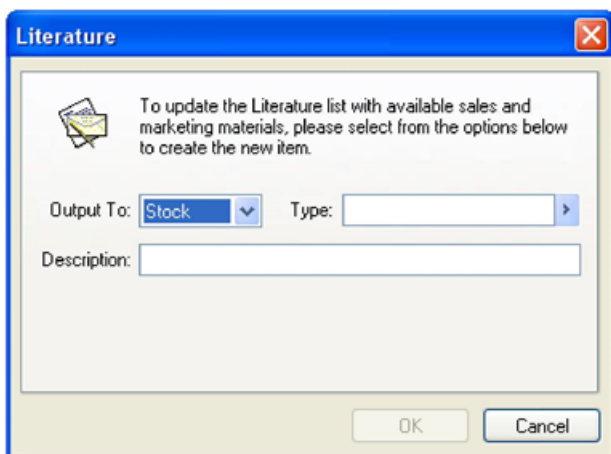 Literature
To update the Literature list with available sales and
marketing materials, please select from the options below
to create the new item.
Output To: Stock Type:
Description:
OK Cancel